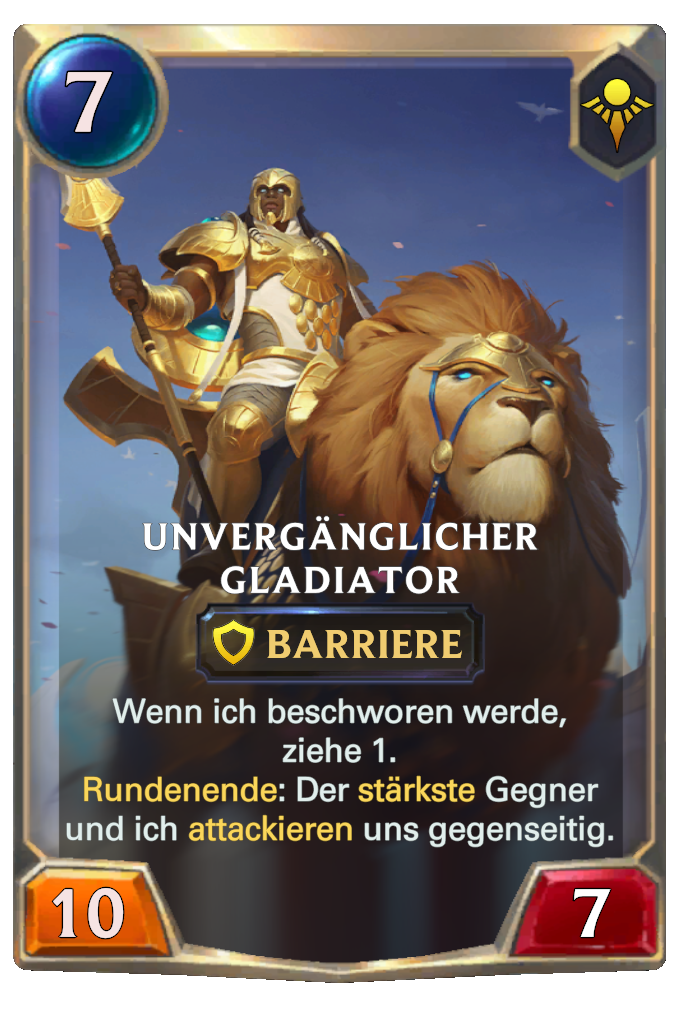 7
UNVERGÄNGLICHER
GLADIATOR
BARRIERE
Wenn ich beschworen werde,
ziehe 1.
Rundenende: Der stärkste Gegner
und ich attackieren uns gegenseitig.
10
7